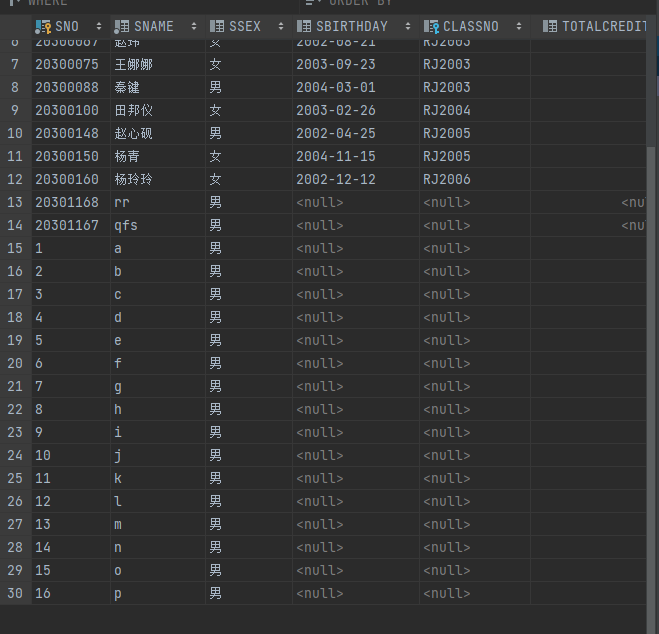 WHERE ORDER BY
SNO SNAME SSEX SBIRTHDAY CLASSNO TOTALCREDIT
6 20300067 赵玮 女 2002-08-21 RJ2003
7 20300075 王娜娜 女 2003-09-23 RJ2003
8 20300088 秦键 男 2004-03-01 RJ2003
9 20300100 田邦仪 女 2003-02-26 RJ2004
10 20300148 赵心砚 男 2002-04-25 RJ2005
11 20300150 杨青 女 2004-11-15 RJ2005
12 20300160 杨玲玲 女 2002-12-12 RJ2006
13 20301168 rr 男 <null> <null> <nu
14 20301167 qfs 男 <null> <null> <nu
15 1 a 男 <null> <null>
16 2 b 男 <null> <null>
17 3 c 男 <null> <null>
18 4 d 男 <null> <null>
19 5 e 男 <null> <null>
20 6 f 男 <null> <null>
21 7 g 男 <null> <null>
22 8 h 男 <null> <null>
23 9 i 男 <null> <null>
24 10 j 男 <null> <null>
25 11 k 男 <null> <null>
26 12 l 男 <null> <null>
27 13 m 男 <null> <null>
28 14 n 男 <null> <null>
29 15 o 男 <null> <null>
30 16 p 男 <null> <null>